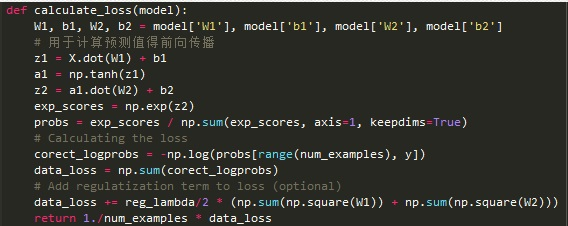 def calculate_loss(model):
    W1, b1, W2, b2 = model['W1'], model['b1'], model['W2'], model['b2']
    # 用于计算预测值得前向传播
    z1 = X.dot(W1) + b1
    a1 = np.tanh(z1)
    z2 = a1.dot(W2) + b2
    exp_scores = np.exp(z2)
    probs = exp_scores / np.sum(exp_scores, axis=1, keepdims=True)
    # Calculating the loss
    corect_logprobs = -np.log(probs[range(num_examples), y])
    data_loss = np.sum(corect_logprobs)
    # Add regulatization term to loss (optional)
    data_loss += reg_lambda/2 * (np.sum(np.square(W1)) + np.sum(np.square(W2)))
    return 1./num_examples * data_loss